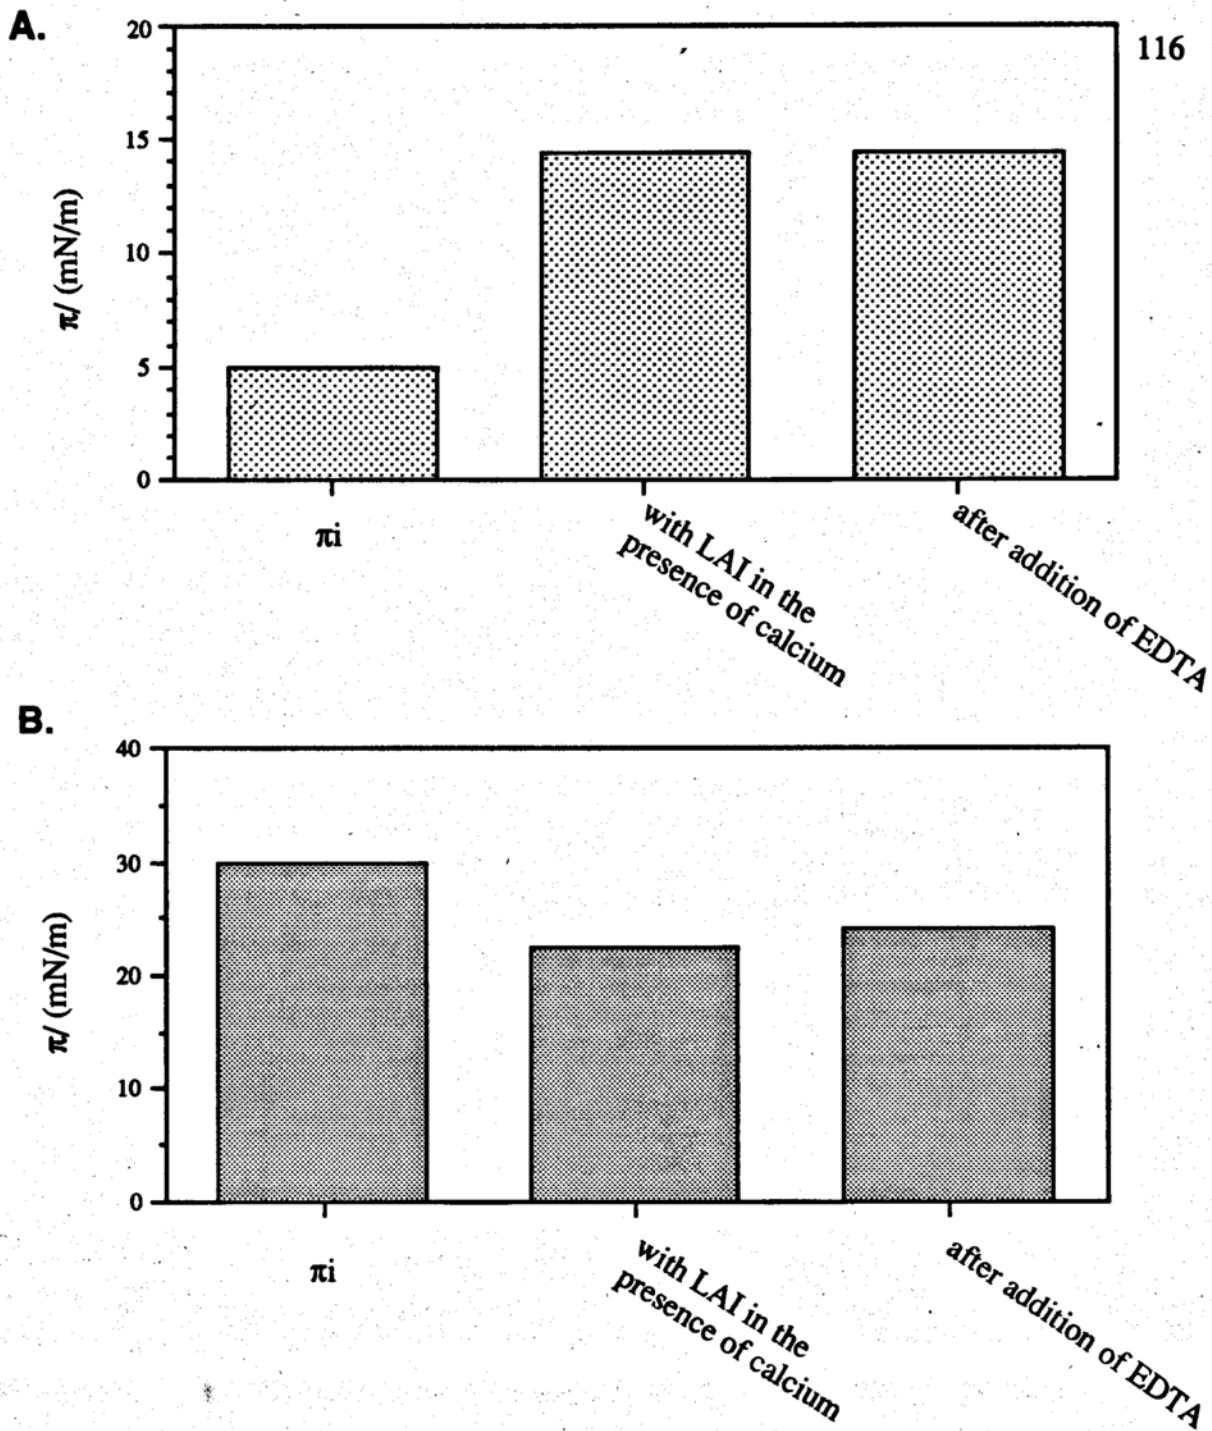 A.
116
20
15
10
5
0
π/ (mN/m)
πi
with LAI in the
presence of calcium
after addition of EDTA
B.
40
30
20
10
0
π/ (mN/m)
πi
with LAI in the
presence of calcium
after addition of EDTA